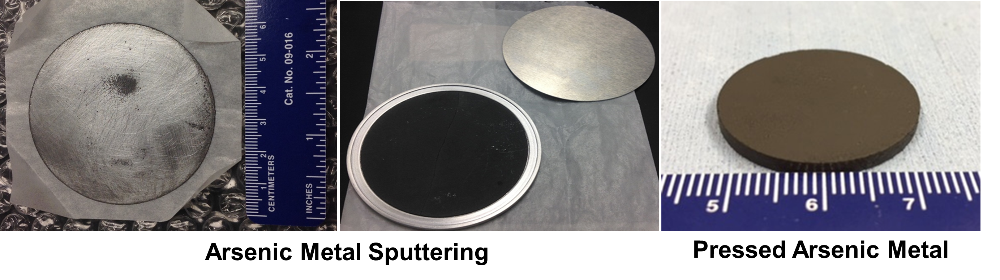 6
5
4
3
2
1
CENTIMETERS
Cat. No. 09-016
2
1
INCHES
5 6 7
Arsenic Metal Sputtering
Pressed Arsenic Metal